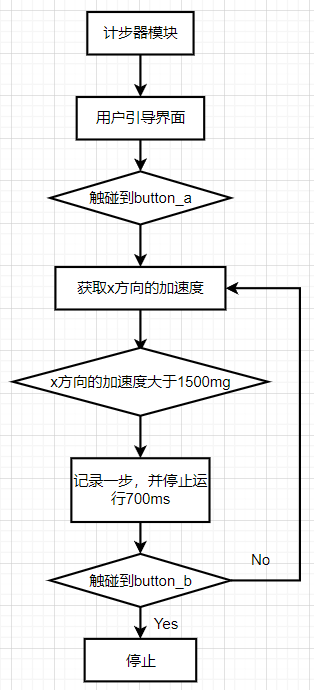 计步器模块
用户引导界面
触碰到button_a
获取x方向的加速度
x方向的加速度大于1500mg
记录一步，并停止运
行700ms
触碰到button_b
No
Yes
停止